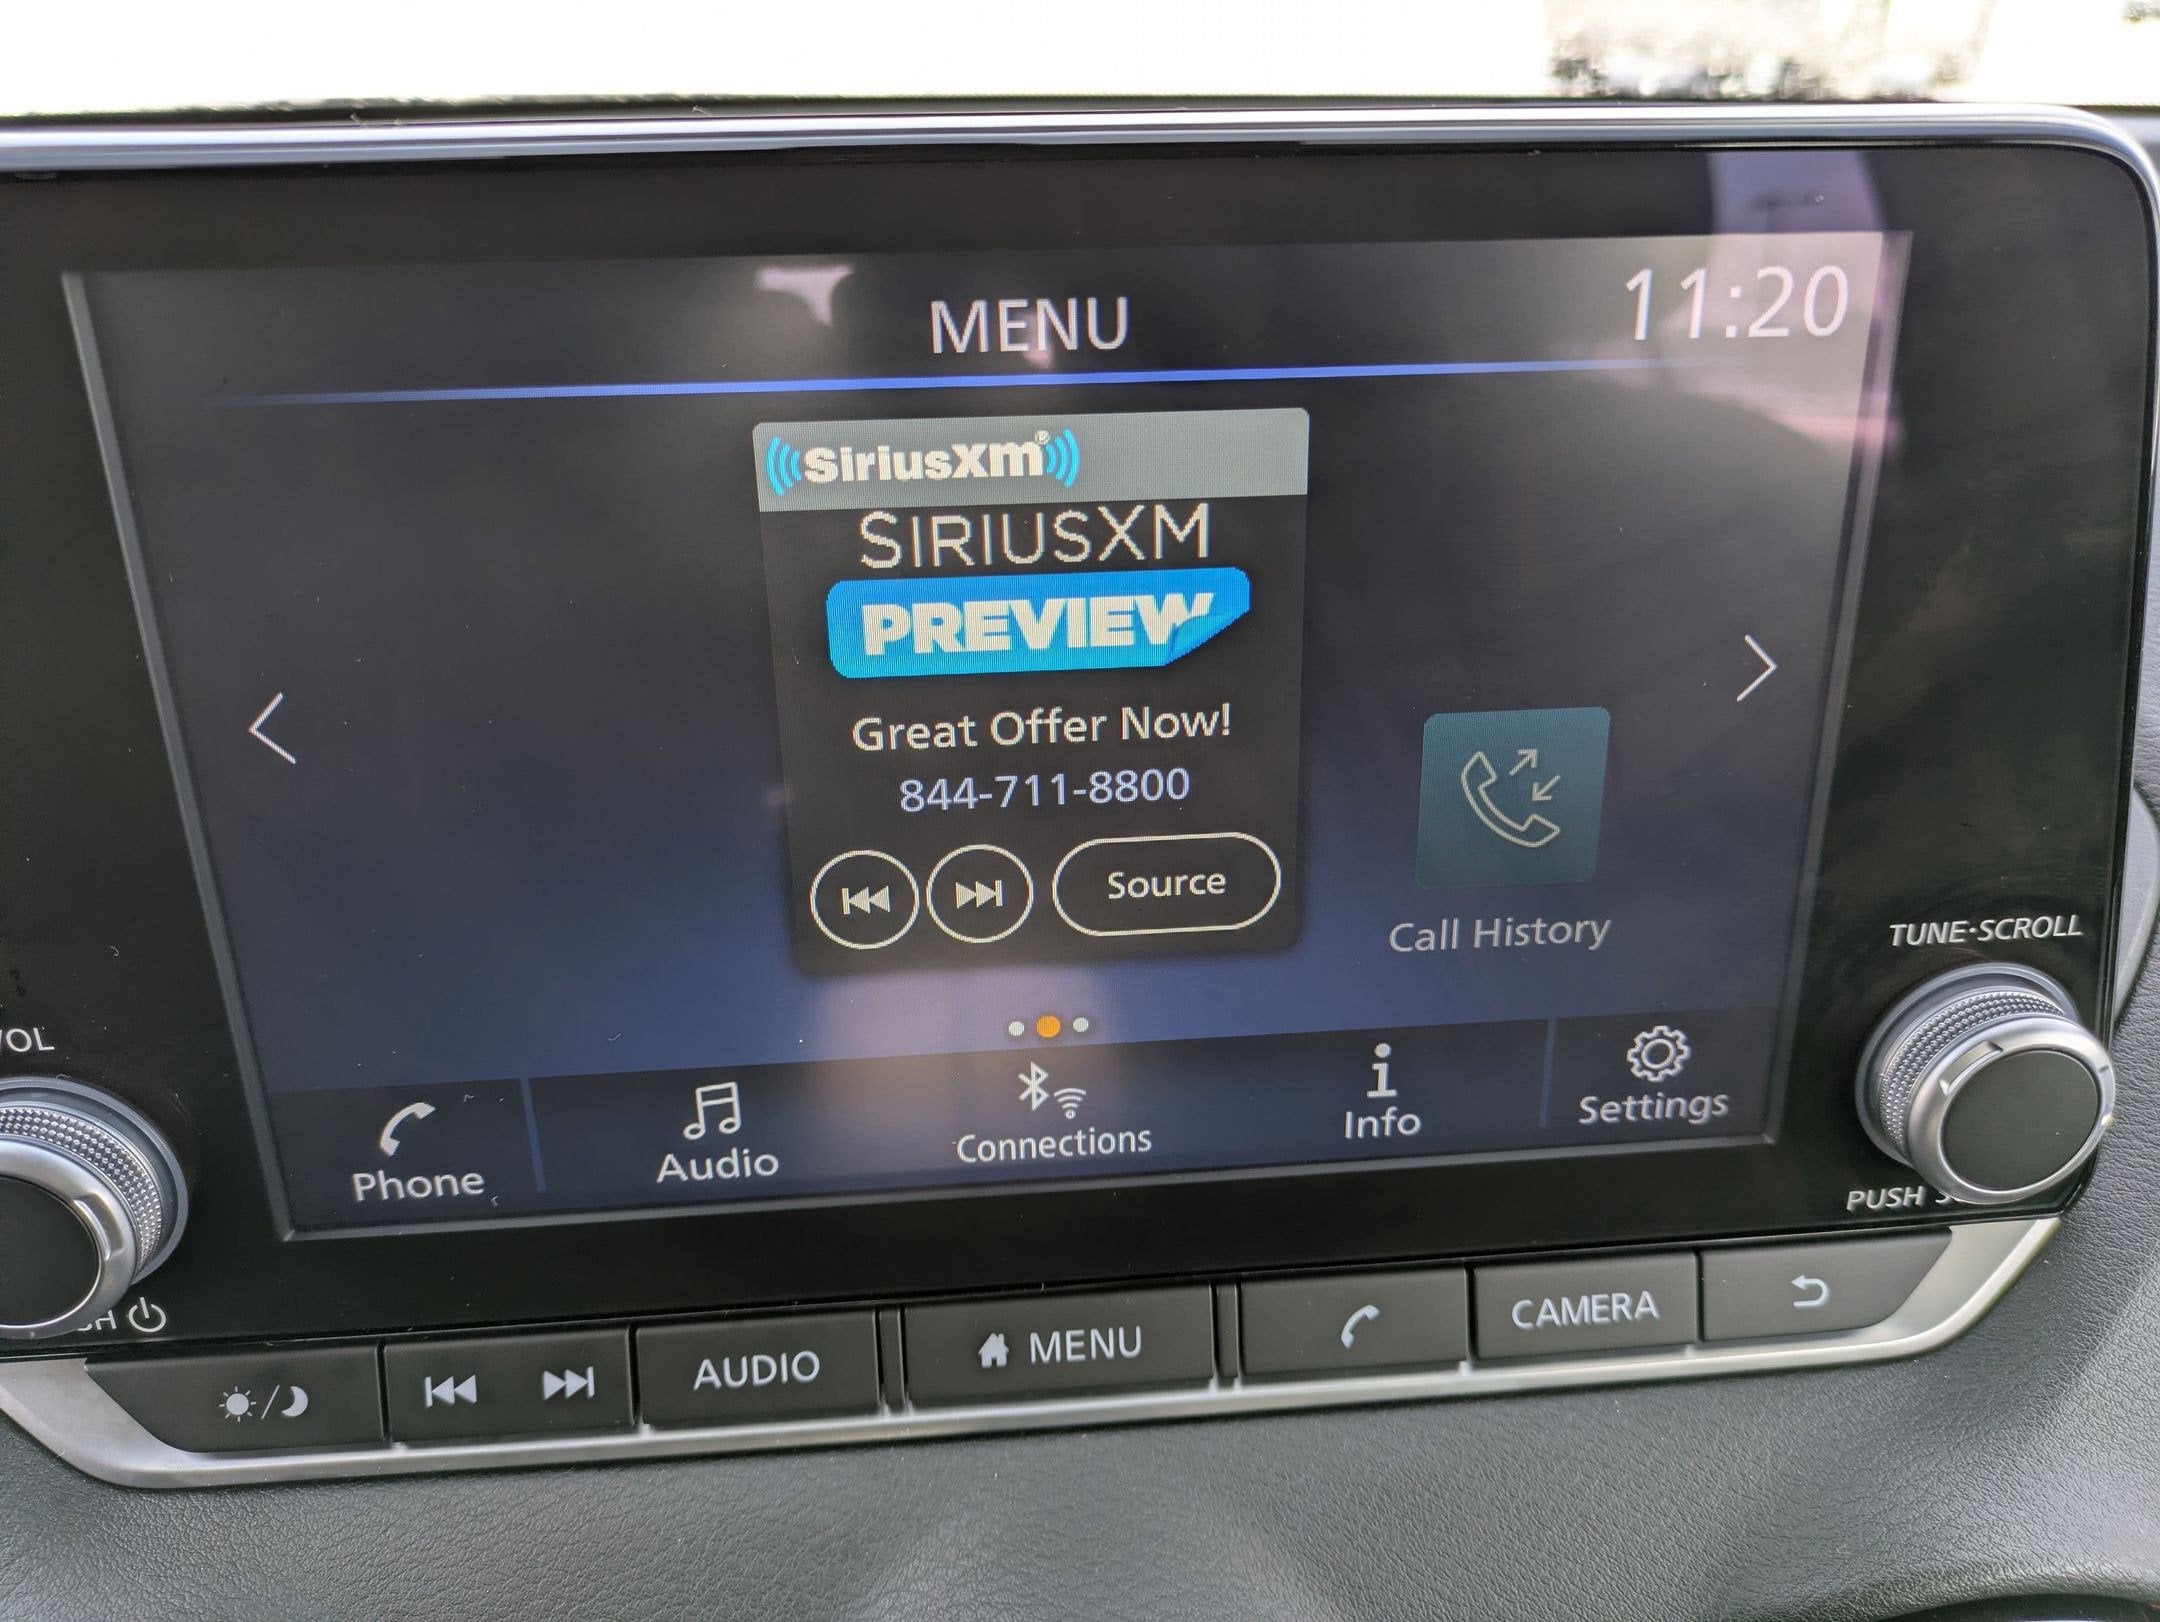 MENU
11:20
SiriusXm®
SIRIUSXM
PREVIEW
Great Offer Now!
844-711-8800
Source
Call History
TUNE·SCROLL
Phone
Audio
Connections
Info
Settings
PUSH
AUDIO
MENU
CAMERA